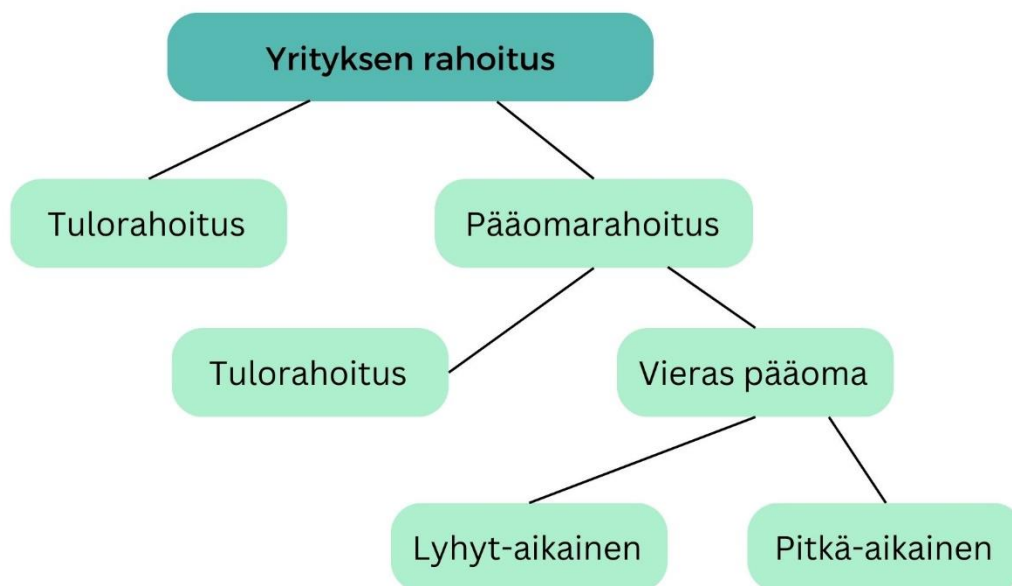 Yrityksen rahoitus
Tulorahoitus
Pääomarahoitus
Tulorahoitus
Vieras pääoma
Lyhyt-aikainen
Pitkä-aikainen